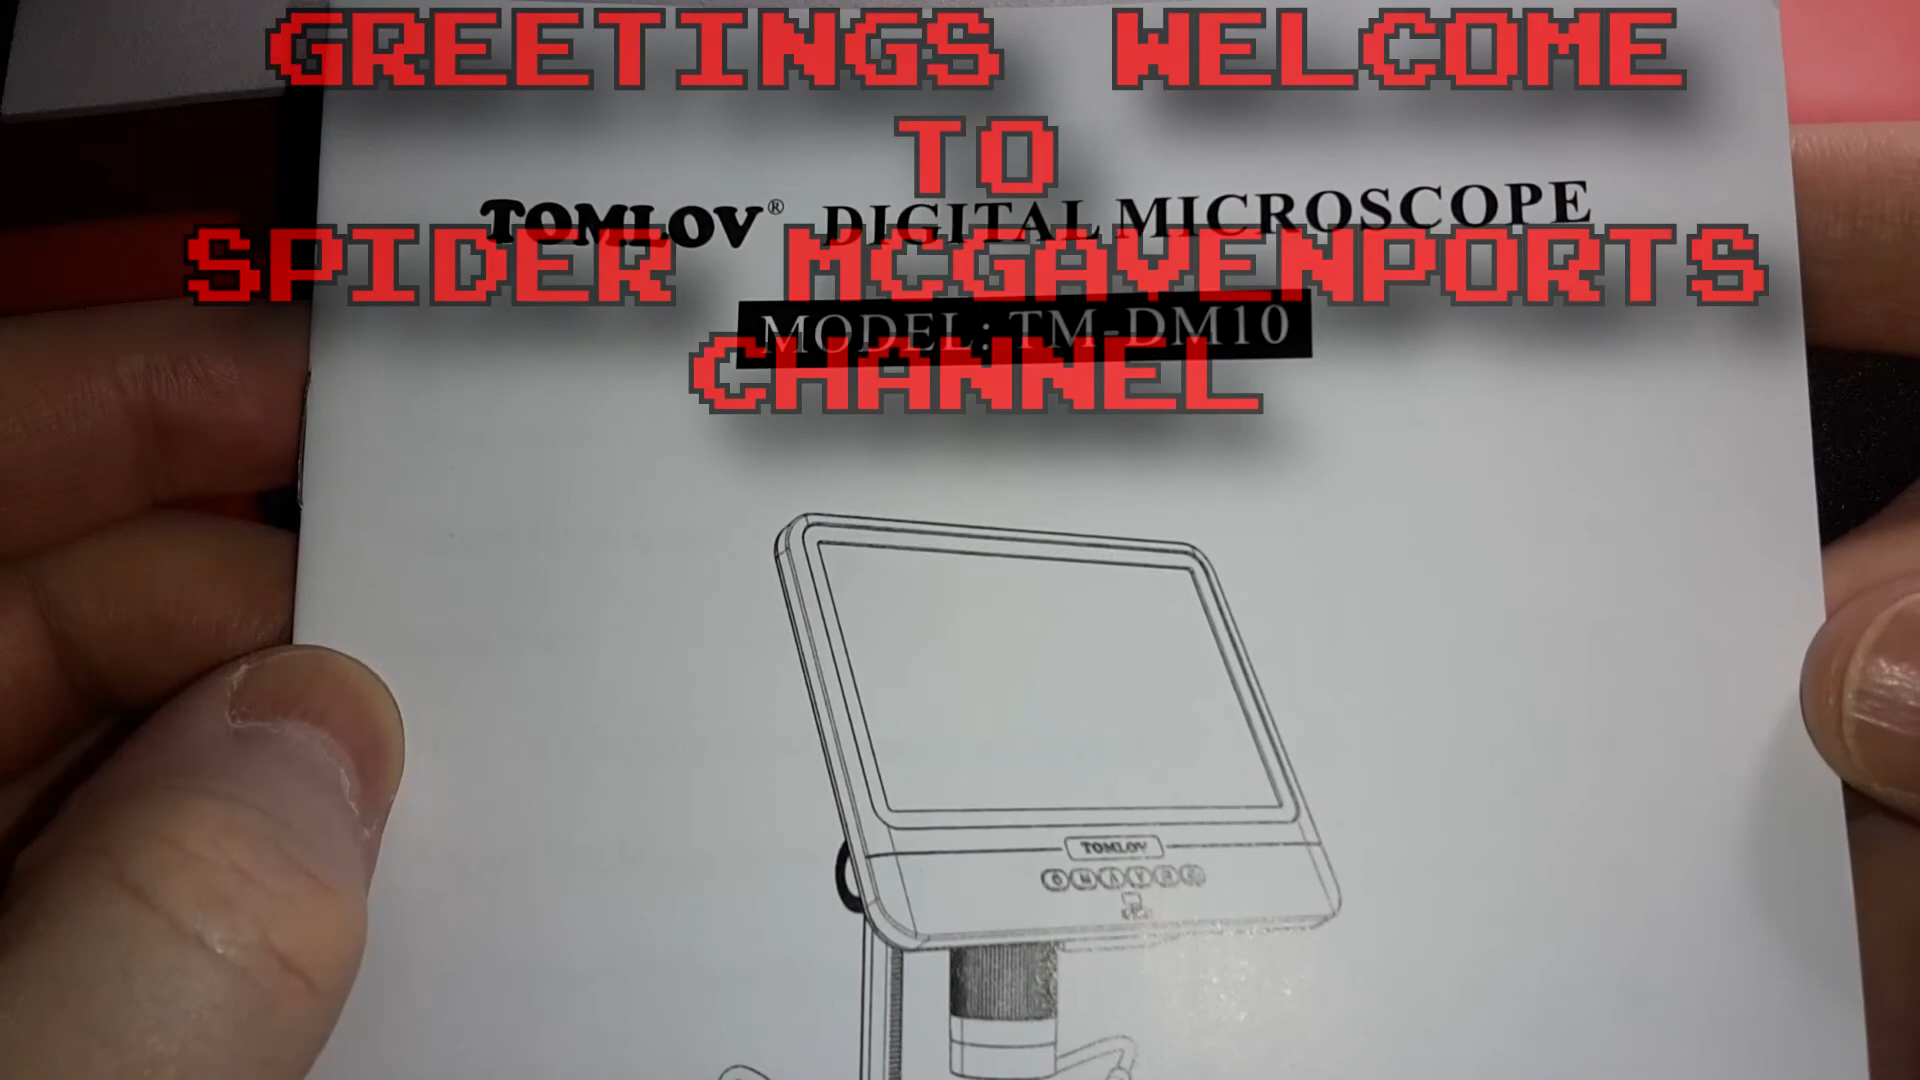 GREETINGS WELCOME
TO
TOMLOV® DIGITAL MICROSCOPE
SPIDER MCGAVENPORTS
MODEL: TM-DM10
CHANNEL
TOMLOV